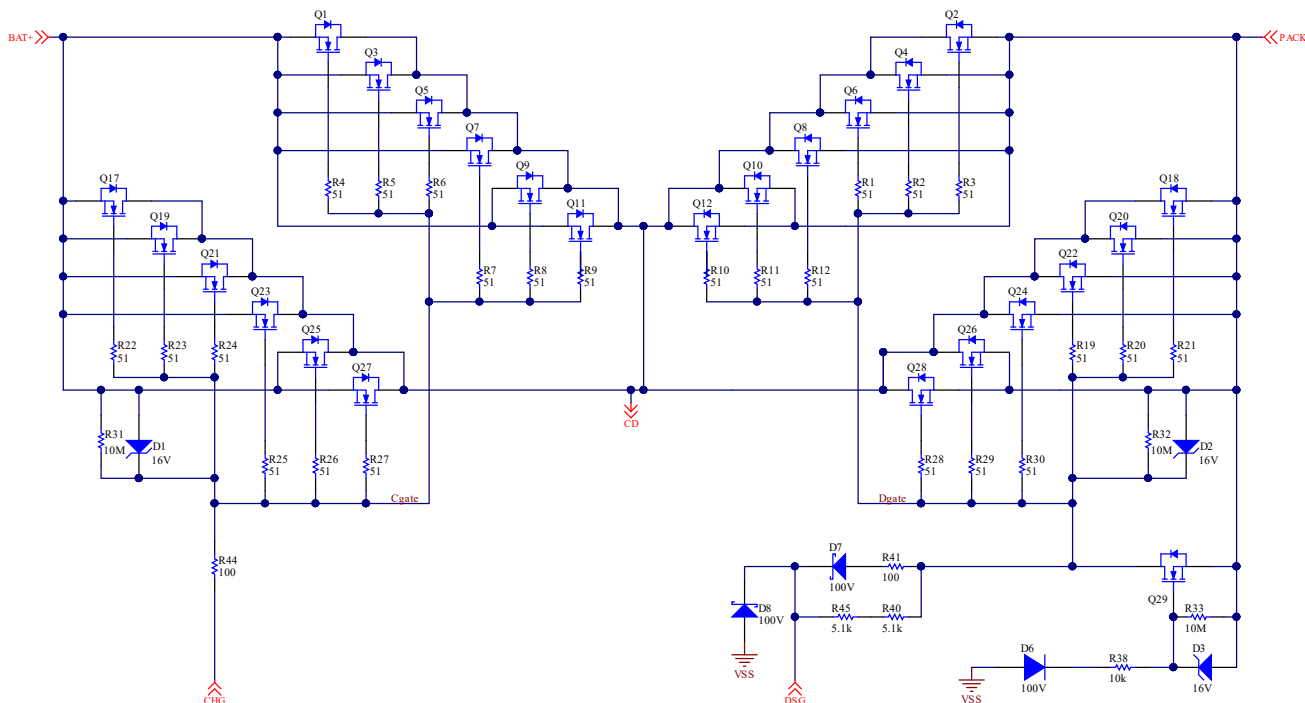 Q1
Q2
BAT+
PACK
Q3
Q4
Q5
Q6
Q7
Q8
Q9
Q10
R4
51
R5
51
R6
51
R1
51
R2
51
R3
51
Q17
Q18
Q11
Q12
Q19
Q20
Q21
Q22
R7
51
R8
51
R9
51
R10
51
R11
51
R12
51
Q23
Q24
Q25
Q26
R22
51
R23
51
R24
51
R19
51
R20
51
R21
51
Q27
Q28
CD
R31
10M
D1
16V
R32
10M
D2
16V
R25
51
R26
51
R27
51
R28
51
R29
51
R30
51
Cgate
Dgate
R44
100
D7
100V
R41
100
D8
100V
R45
5.1k
R40
5.1k
Q29
R33
10M
VSS
D6
100V
R38
10k
D3
16V
VSS
CHG
DSG